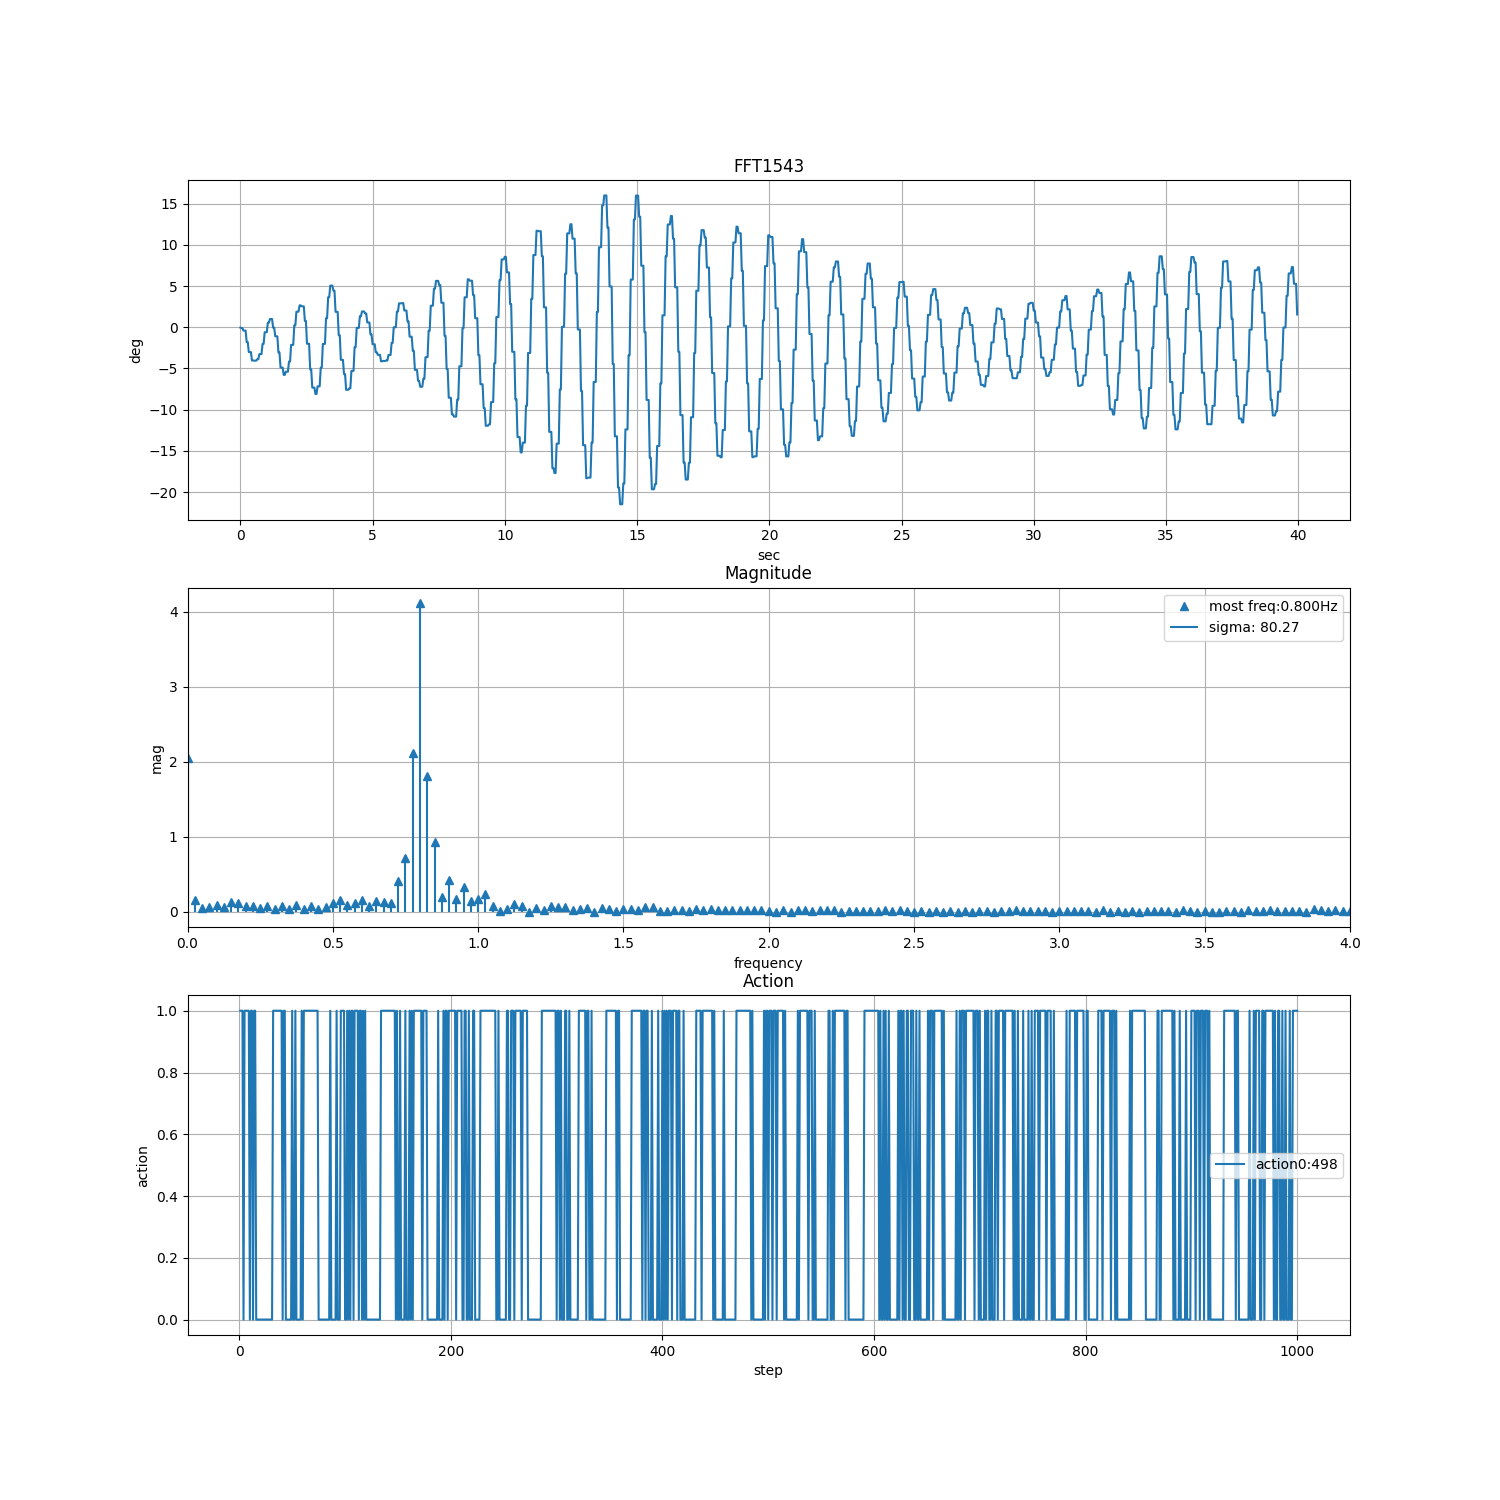 FFT1543
15
10
5
0
−5
−10
−15
−20
deg
0 5 10 15 20 25 30 35 40
sec
Magnitude
4
3
2
1
0
mag
most freq:0.800Hz
sigma: 80.27
0.0 0.5 1.0 1.5 2.0 2.5 3.0 3.5 4.0
frequency
Action
1.0
0.8
0.6
0.4
0.2
0.0
action
action0:498
0 200 400 600 800 1000
step